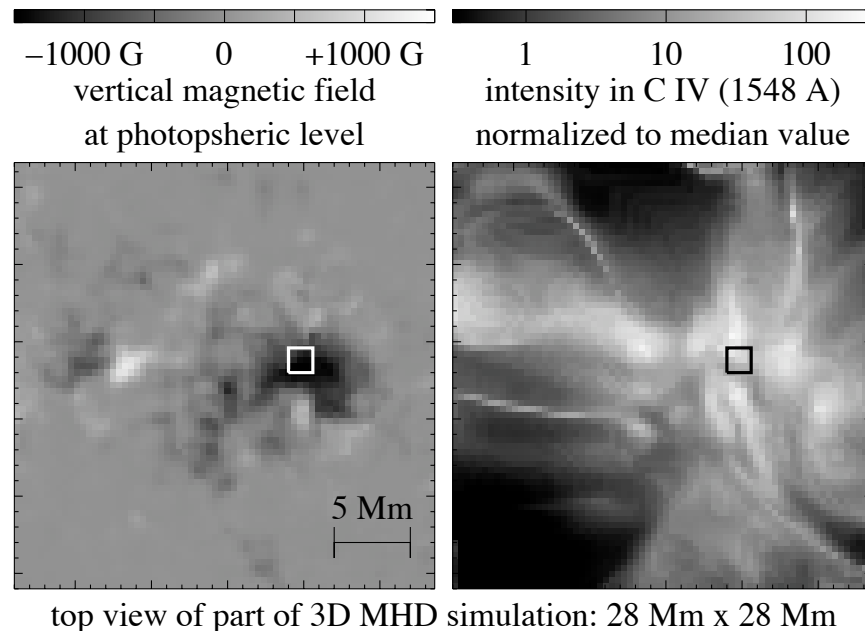 −1000 G 0 +1000 G
vertical magnetic field
at photopsheric level
1 10 100
intensity in C IV (1548 A)
normalized to median value
5 Mm
top view of part of 3D MHD simulation: 28 Mm x 28 Mm